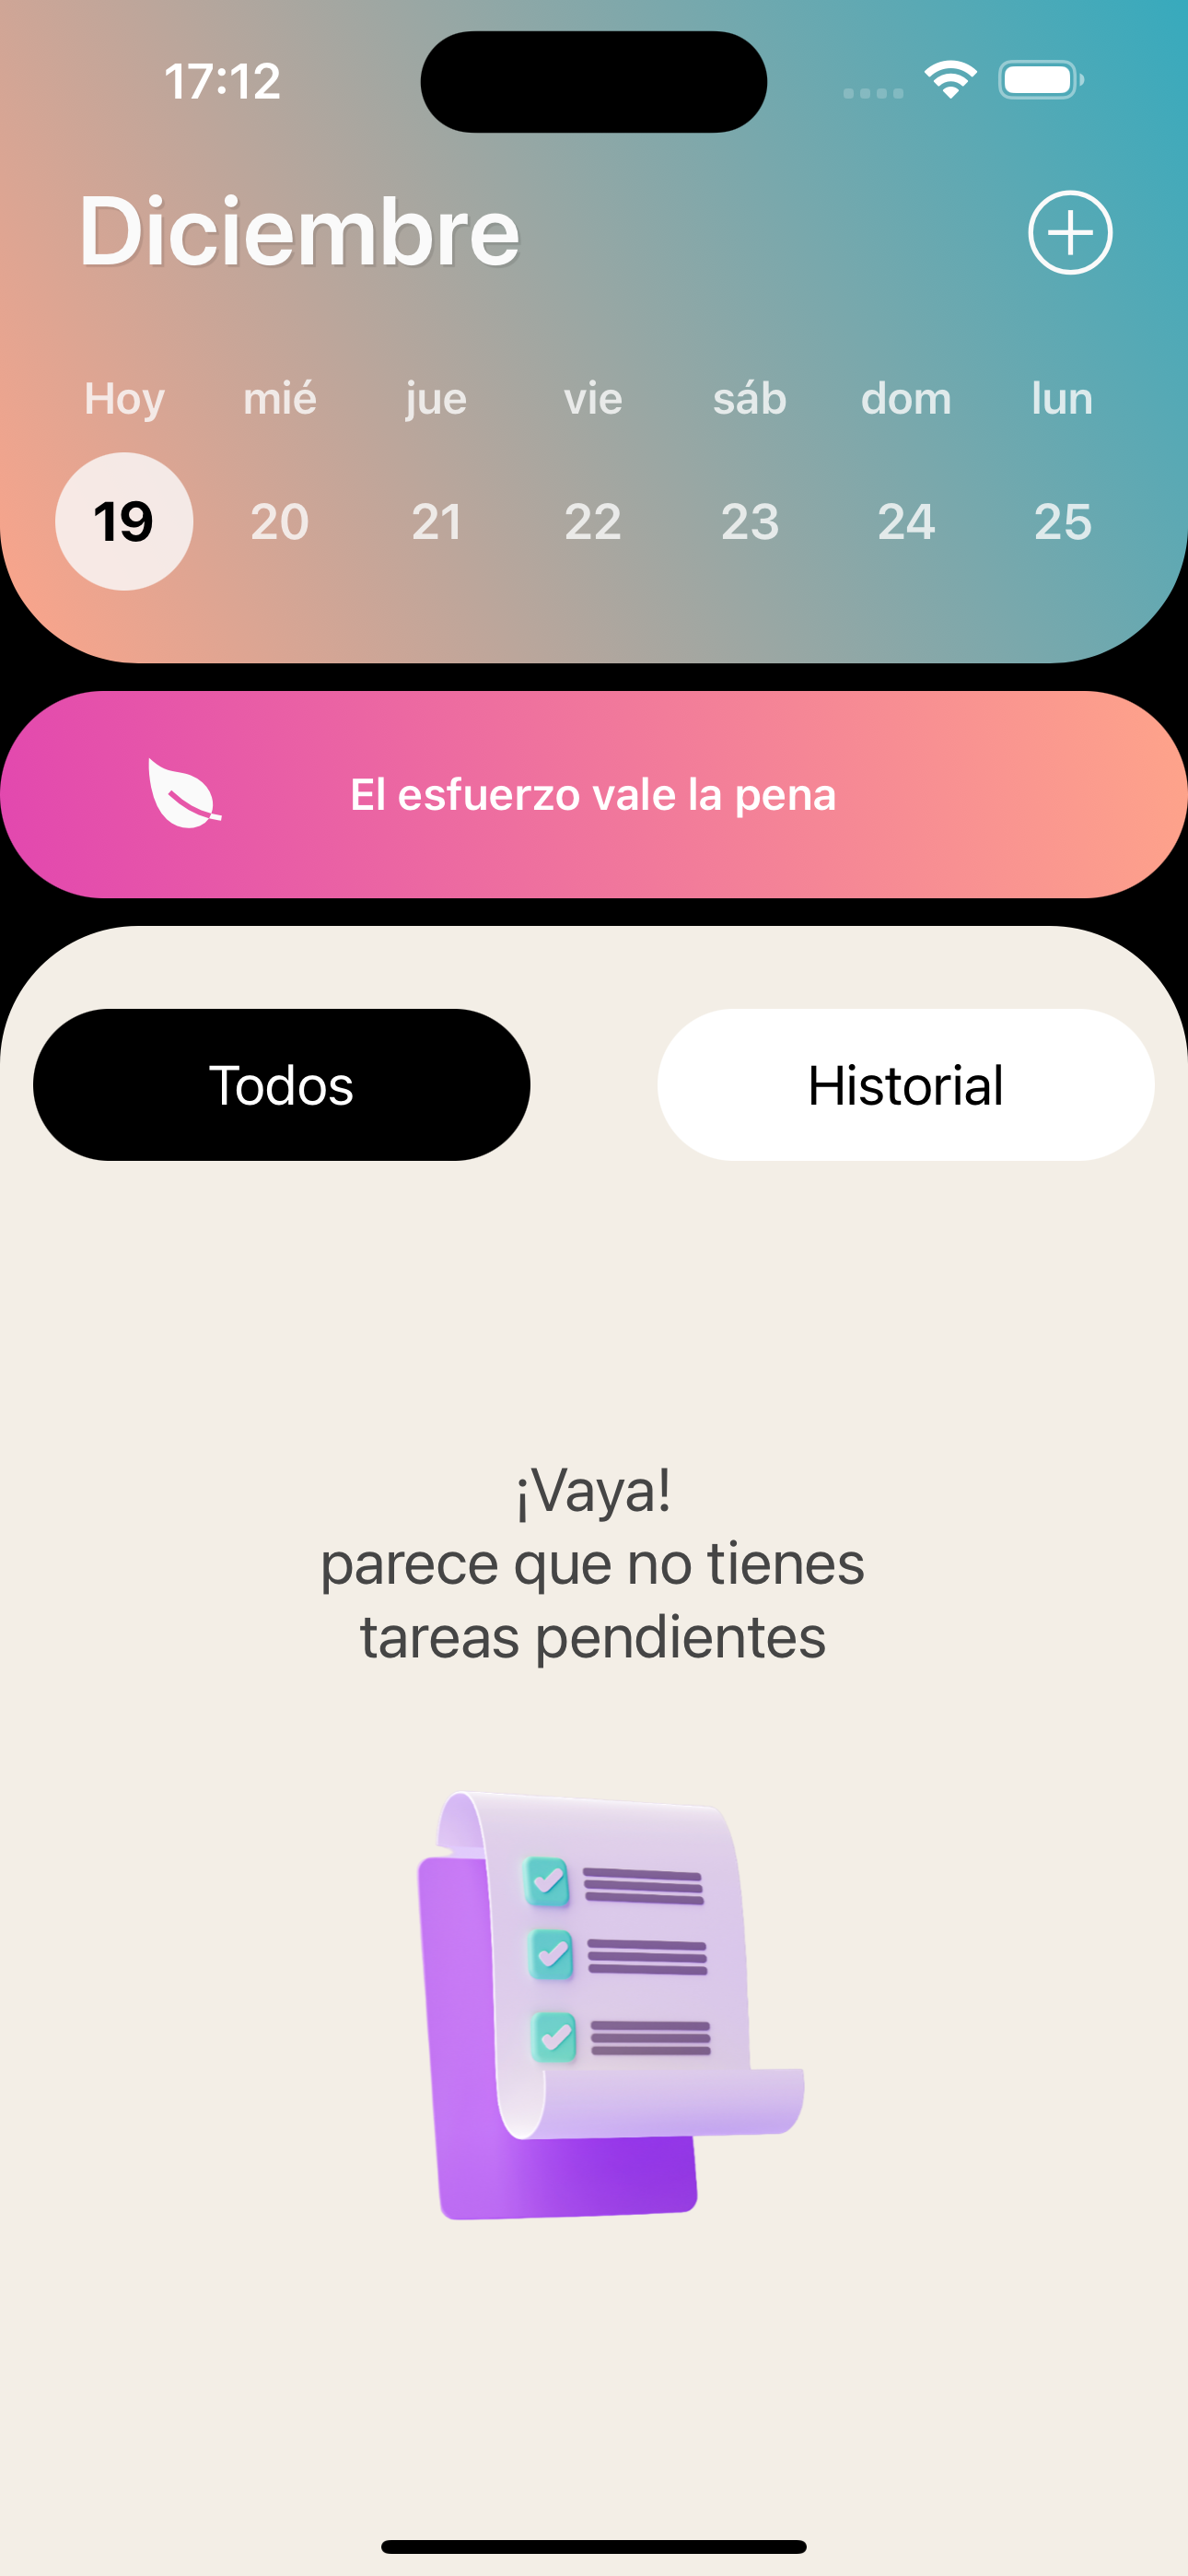 17:12
Diciembre
Hoy mié jue vie sáb dom lun
19 20 21 22 23 24 25
El esfuerzo vale la pena
Todos Historial
¡Vaya!
parece que no tienes
tareas pendientes